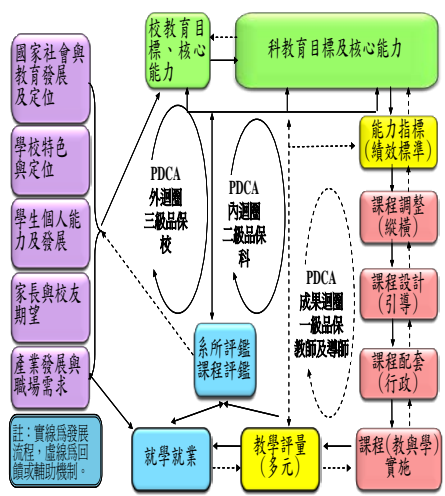 國家社會與
教育發展
及定位
學校特色
與定位
學生個人能
力及發展
家長與校友
期望
產業發展與
職場需求
註：實線為發展
流程，虛線為回
饋或輔助機制。
校教育目
標、核心
能力
科教育目標及核心能力
PDCA
外迴圈
三級品保
校
PDCA
內迴圈
二級品保
科
PDCA
成果迴圈
一級品保
教師及導師
能力指標
(績效標準)
課程調整
(縱橫)
課程設計
(引導)
課程配套
(行政)
課程(教與學)
實施
系所評鑑
課程評鑑
就學就業
教學評量
(多元)